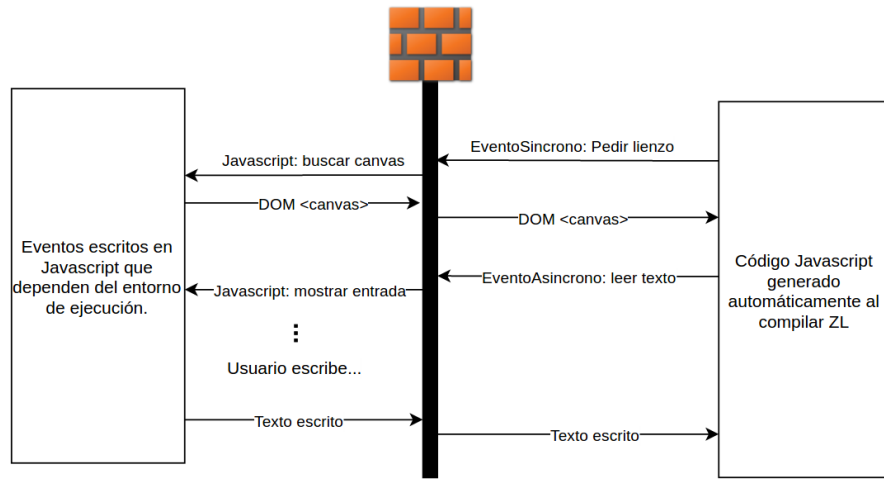 EventoSincrono: Pedir lienzo
Javascript: buscar canvas
DOM <canvas>
DOM <canvas>
Eventos escritos en
Javascript que
dependen del entorno
de ejecución.
Código Javascript
generado
automáticamente al
compilar ZL
EventoAsincrono: leer texto
Javascript: mostrar entrada
Usuario escribe...
Texto escrito
Texto escrito